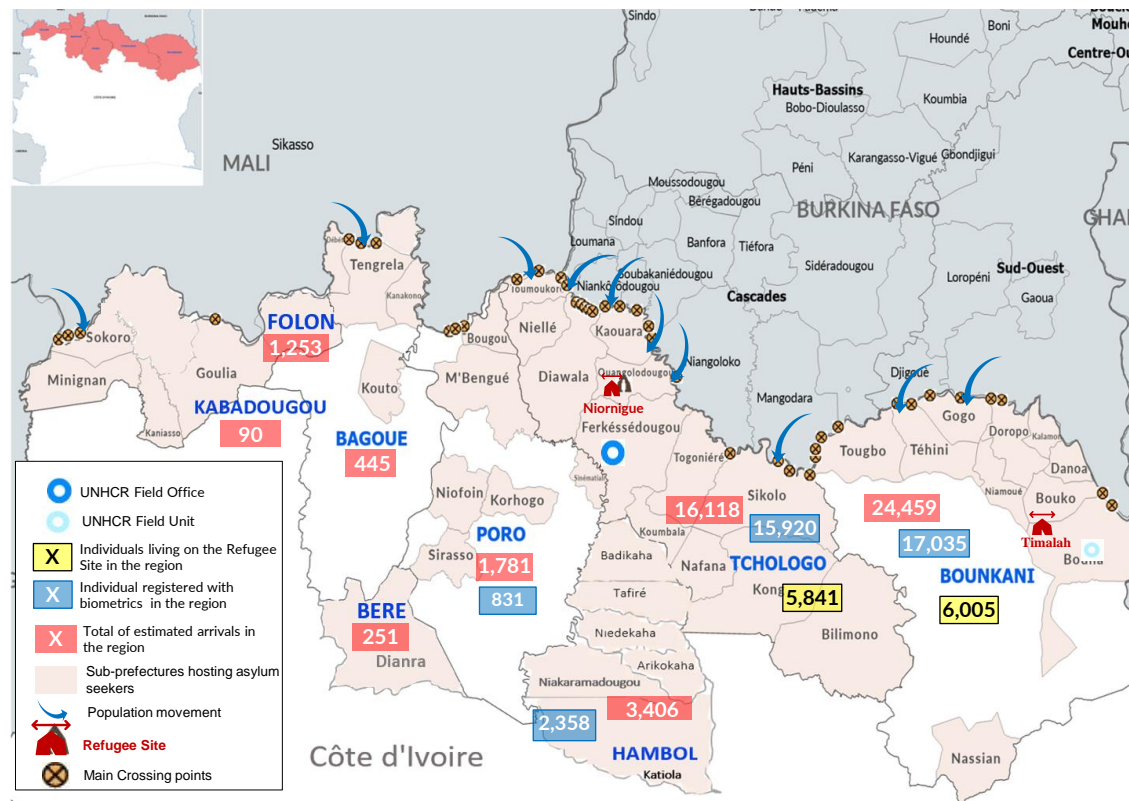 MALI
Sikasso
Sindo
Houndé
Boni
Mouho
Centre-Ou
Hauts-Bassins
Bobo-Dioulasso
Koumbia
Karangasso-Vigué
Gbondjigui
Péni
Moussodougou
Bérégadougou
BURKINA FASO
GHA
Sindou
Loumana
Banfora
Tiéfora
Sidéradougou
Soubakaniédougou
Niankorodougou
Loropéni
Sud-Ouest
Gaoua
Cascades
Niangoloko
Mangodara
Djigoué
CÔTE D'IVOIRE
Tengrela
Kanakono
Toumoukoro
Sokoro
FOLON
1,253
Minignan
Goulia
Kaniasso
KABADOUGOU
90
Kouto
BAGOUE
445
Bougou
M'Bengué
Niellé
Diawala
Kaouara
Ouangolodougou
Niornigue
Ferkéssédougou
Togoniéré
Niofoin
Korhogo
Sirasso
PORO
1,781
831
BERE
251
Dianra
16,118
Sikolo
15,920
Koumbala
Nafana
TCHOLOGO
Kong
5,841
Bilimono
Badikaha
Tafiré
Niedekaha
Arikokaha
Niakaramadougou
3,406
2,358
HAMBOL
Katiola
Tougbo
Téhini
Gogo
Doropo
Kalamon
Danoa
Niamoué
Bouko
24,459
17,035
BOUNKANI
6,005
Timalah
Bouna
Nassian
Côte d'Ivoire
UNHCR Field Office
UNHCR Field Unit
X
Individuals living on the Refugee
Site in the region
X
Individual registered with
biometrics in the region
X
Total of estimated arrivals in
the region
Sub-prefectures hosting asylum
seekers
Population movement
Refugee Site
Main Crossing points